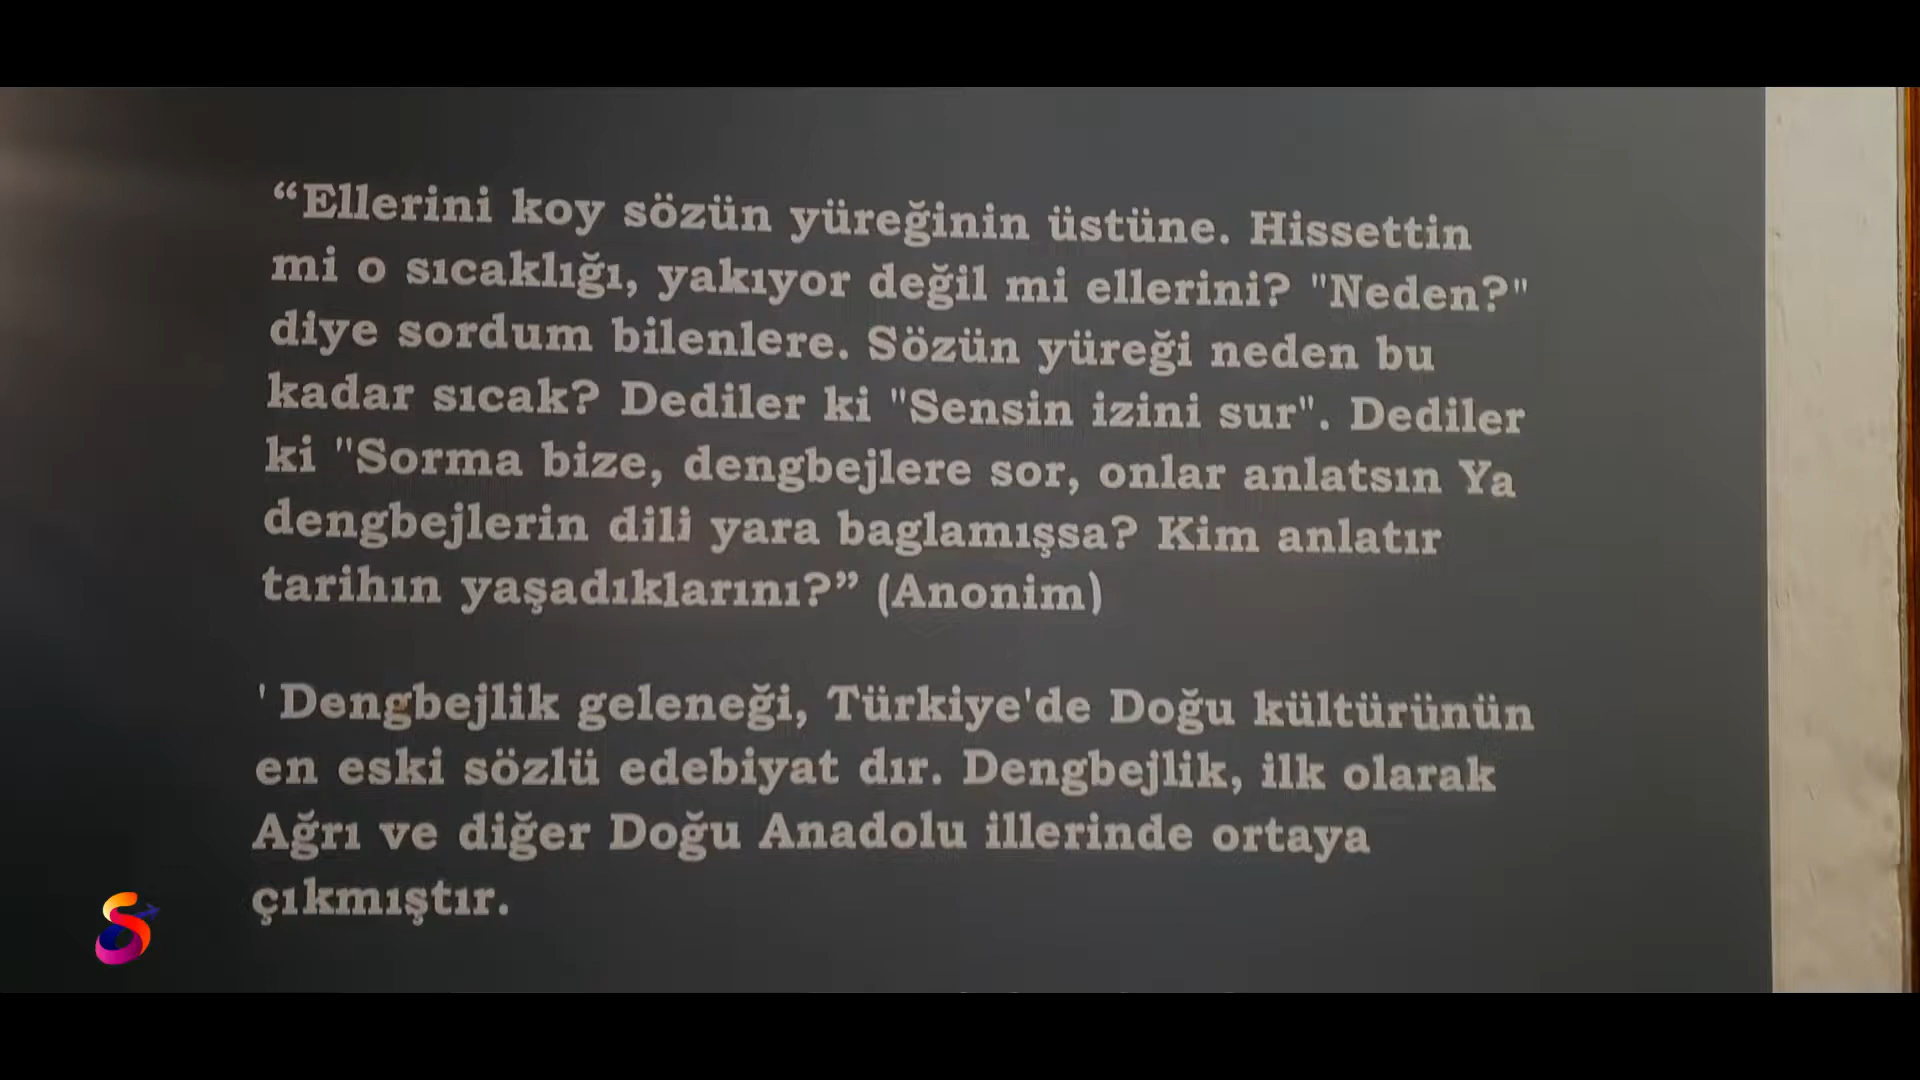 “Ellerini koy sözün yüreğinin üstüne. Hissettin
mi o sıcaklığı, yakıyor değil mi ellerini? "Neden?"
diye sordum bilenlere. Sözün yüreği neden bu
kadar sıcak? Dediler ki "Sensin izini sur". Dediler
ki "Sorma bize, dengbejlere sor, onlar anlatsın Ya
dengbejlerin dili yara baglamışsa? Kim anlatır
tarihın yaşadıklarını?” (Anonim)
' Dengbejlik geleneği, Türkiye'de Doğu kültürünün
en eski sözlü edebiyat dır. Dengbejlik, ilk olarak
Ağrı ve diğer Doğu Anadolu illerinde ortaya
çıkmıştır.